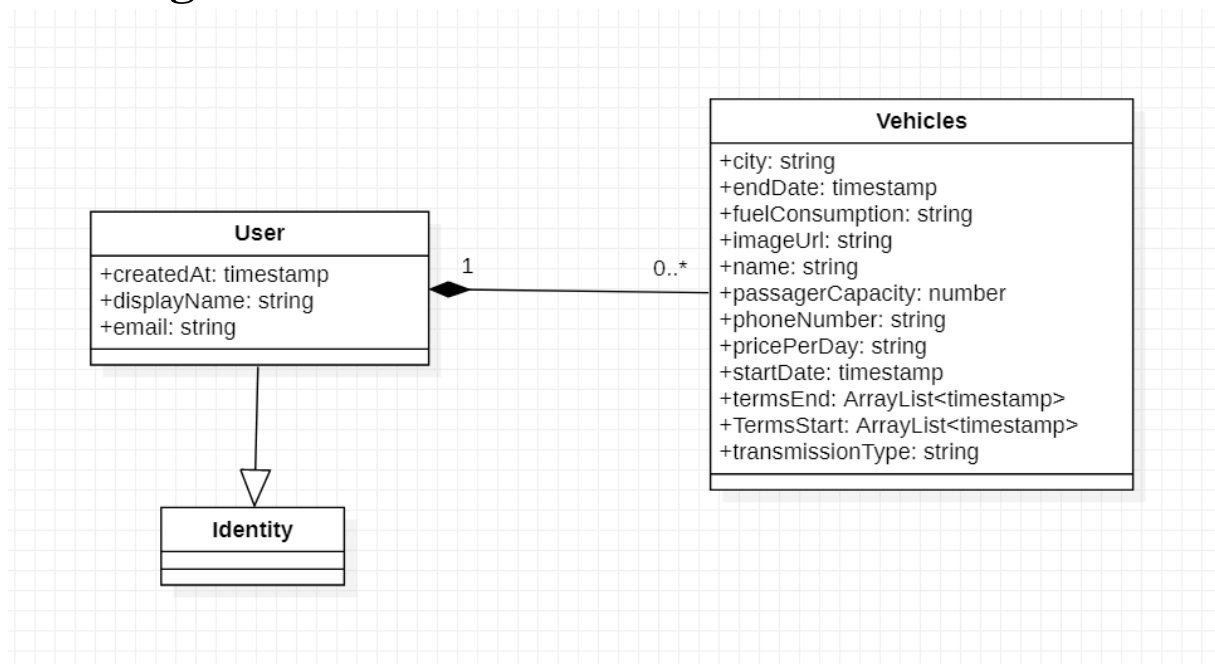 User
+createdAt: timestamp
+displayName: string
+email: string
1
0..*
Vehicles
+city: string
+endDate: timestamp
+fuelConsumption: string
+imageUrl: string
+name: string
+passagerCapacity: number
+phoneNumber: string
+pricePerDay: string
+startDate: timestamp
+termsEnd: ArrayList<timestamp>
+TermsStart: ArrayList<timestamp>
+transmissionType: string
Identity